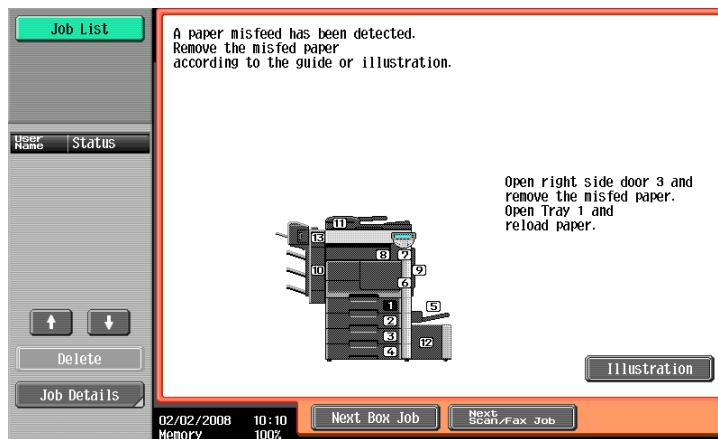 Job List
User Name
Status
Delete
Job Details
A paper misfeed has been detected.
Remove the misfed paper
according to the guide or illustration.
Open right side door 3 and
remove the misfed paper.
Open Tray 1 and
reload paper.
11
13
8 7
10 9
6
1 5
2
3 12
4
Illustration
02/02/2008 10:10
Memory 100%
Next Box Job
Next
Scan/Fax Job